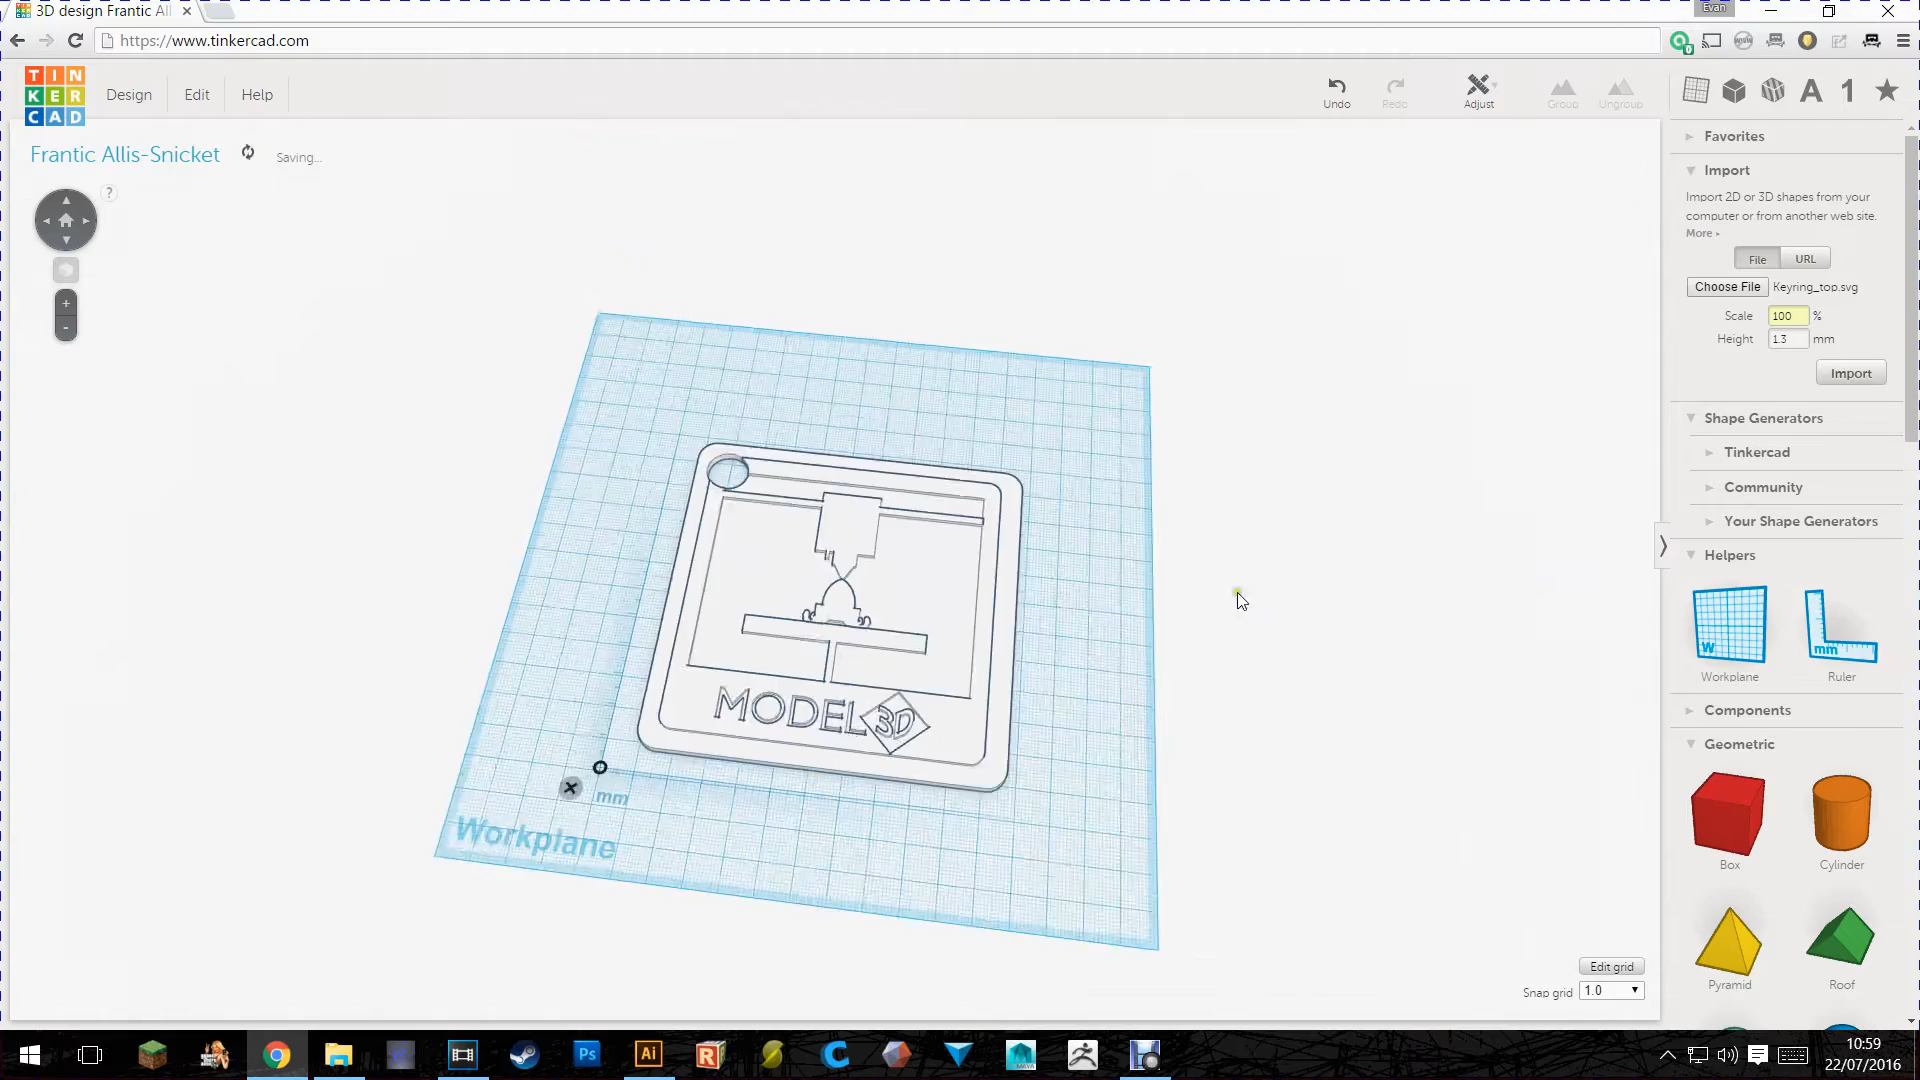 3D design Frantic All
Evan
https://www.tinkercad.com
TIN
KER
CAD
Design
Edit
Help
Undo
Redo
Adjust
Group
Ungroup
Frantic Allis-Snicket
Saving...
?
Favorites
Import
Import 2D or 3D shapes from your
computer or from another web site.
More
File
URL
Choose File
Keyring_top.svg
Scale
100
%
Height
1.3
mm
Import
Shape Generators
Tinkercad
Community
Your Shape Generators
Helpers
W
mm
Workplane
Ruler
Components
Geometric
Box
Cylinder
Pyramid
Roof
MODEL 3D
mm
Workplane
Edit grid
Snap grid
1.0
Ps
Ai
10:59
22/07/2016